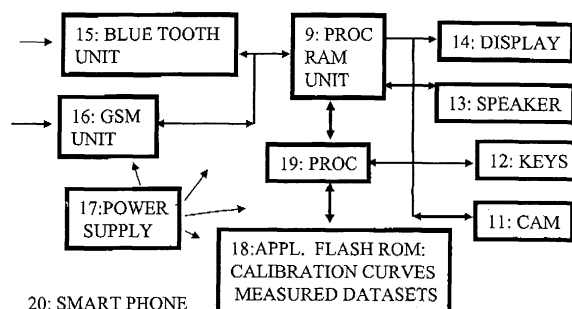 15: BLUE TOOTH
UNIT
9: PROC
RAM
UNIT
14: DISPLAY
13: SPEAKER
16: GSM
UNIT
19: PROC
12: KEYS
17:POWER
SUPPLY
11: CAM
18:APPL. FLASH ROM:
CALIBRATION CURVES
MEASURED DATASETS
20: SMART PHONE